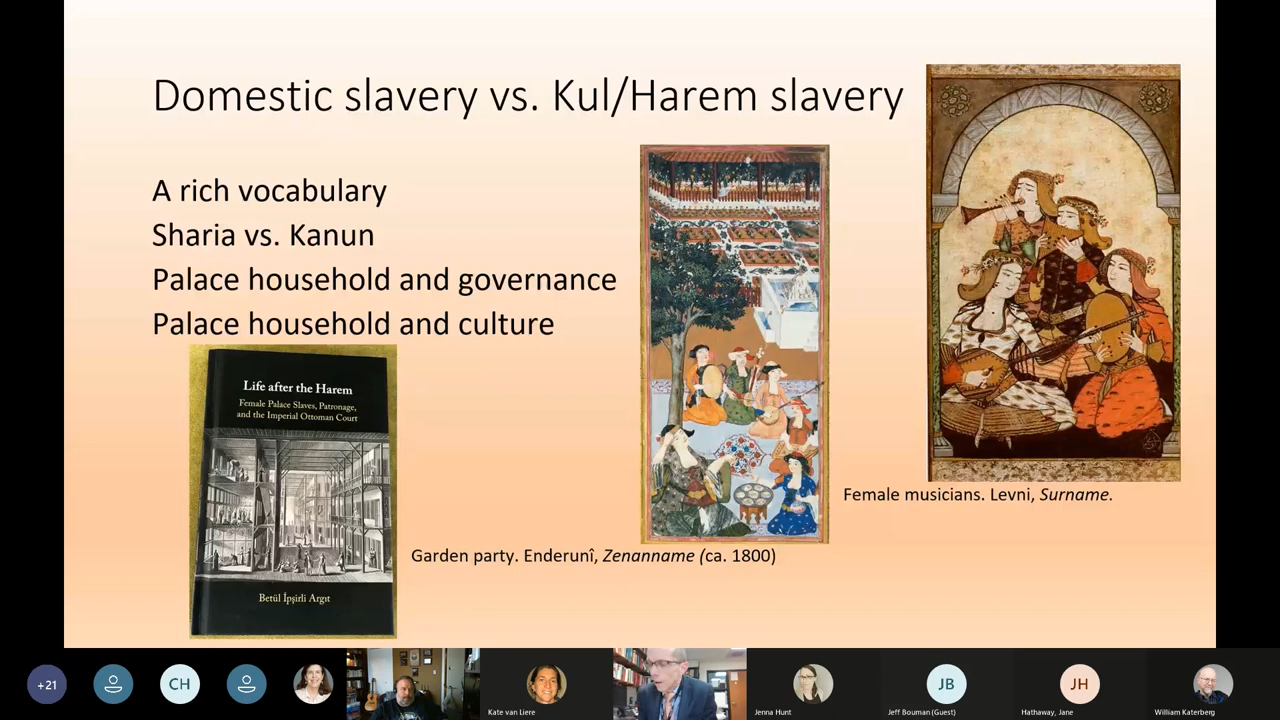 Domestic slavery vs. Kul/Harem slavery
A rich vocabulary
Sharia vs. Kanun
Palace household and governance
Palace household and culture
Life after the Harem
Female Palace Slaves, Patronage,
and the Imperial Ottoman Court
Betül İpşirli Argıt
Female musicians. Levni, Surname.
Garden party. Enderunî, Zenanname (ca. 1800)
+21
CH
Kate van Liere
Jenna Hunt
JB
Jeff Bouman (Guest)
JH
Hathaway, Jane
William Katerberg